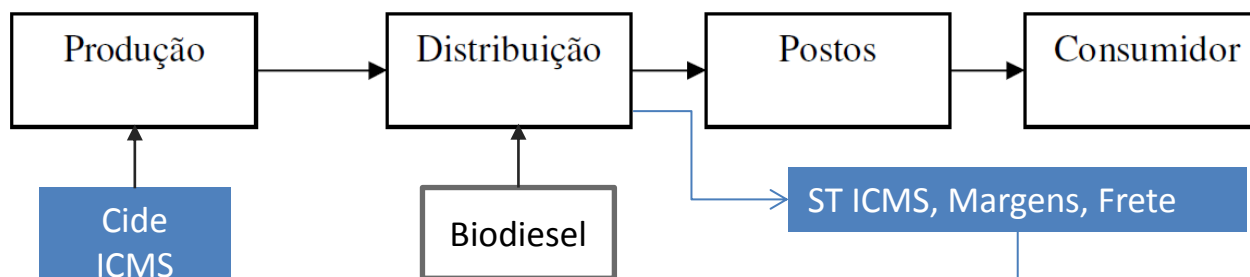 Produção
Distribuição
Postos
Consumidor
Cide
ICMS
Biodiesel
ST ICMS, Margens, Frete